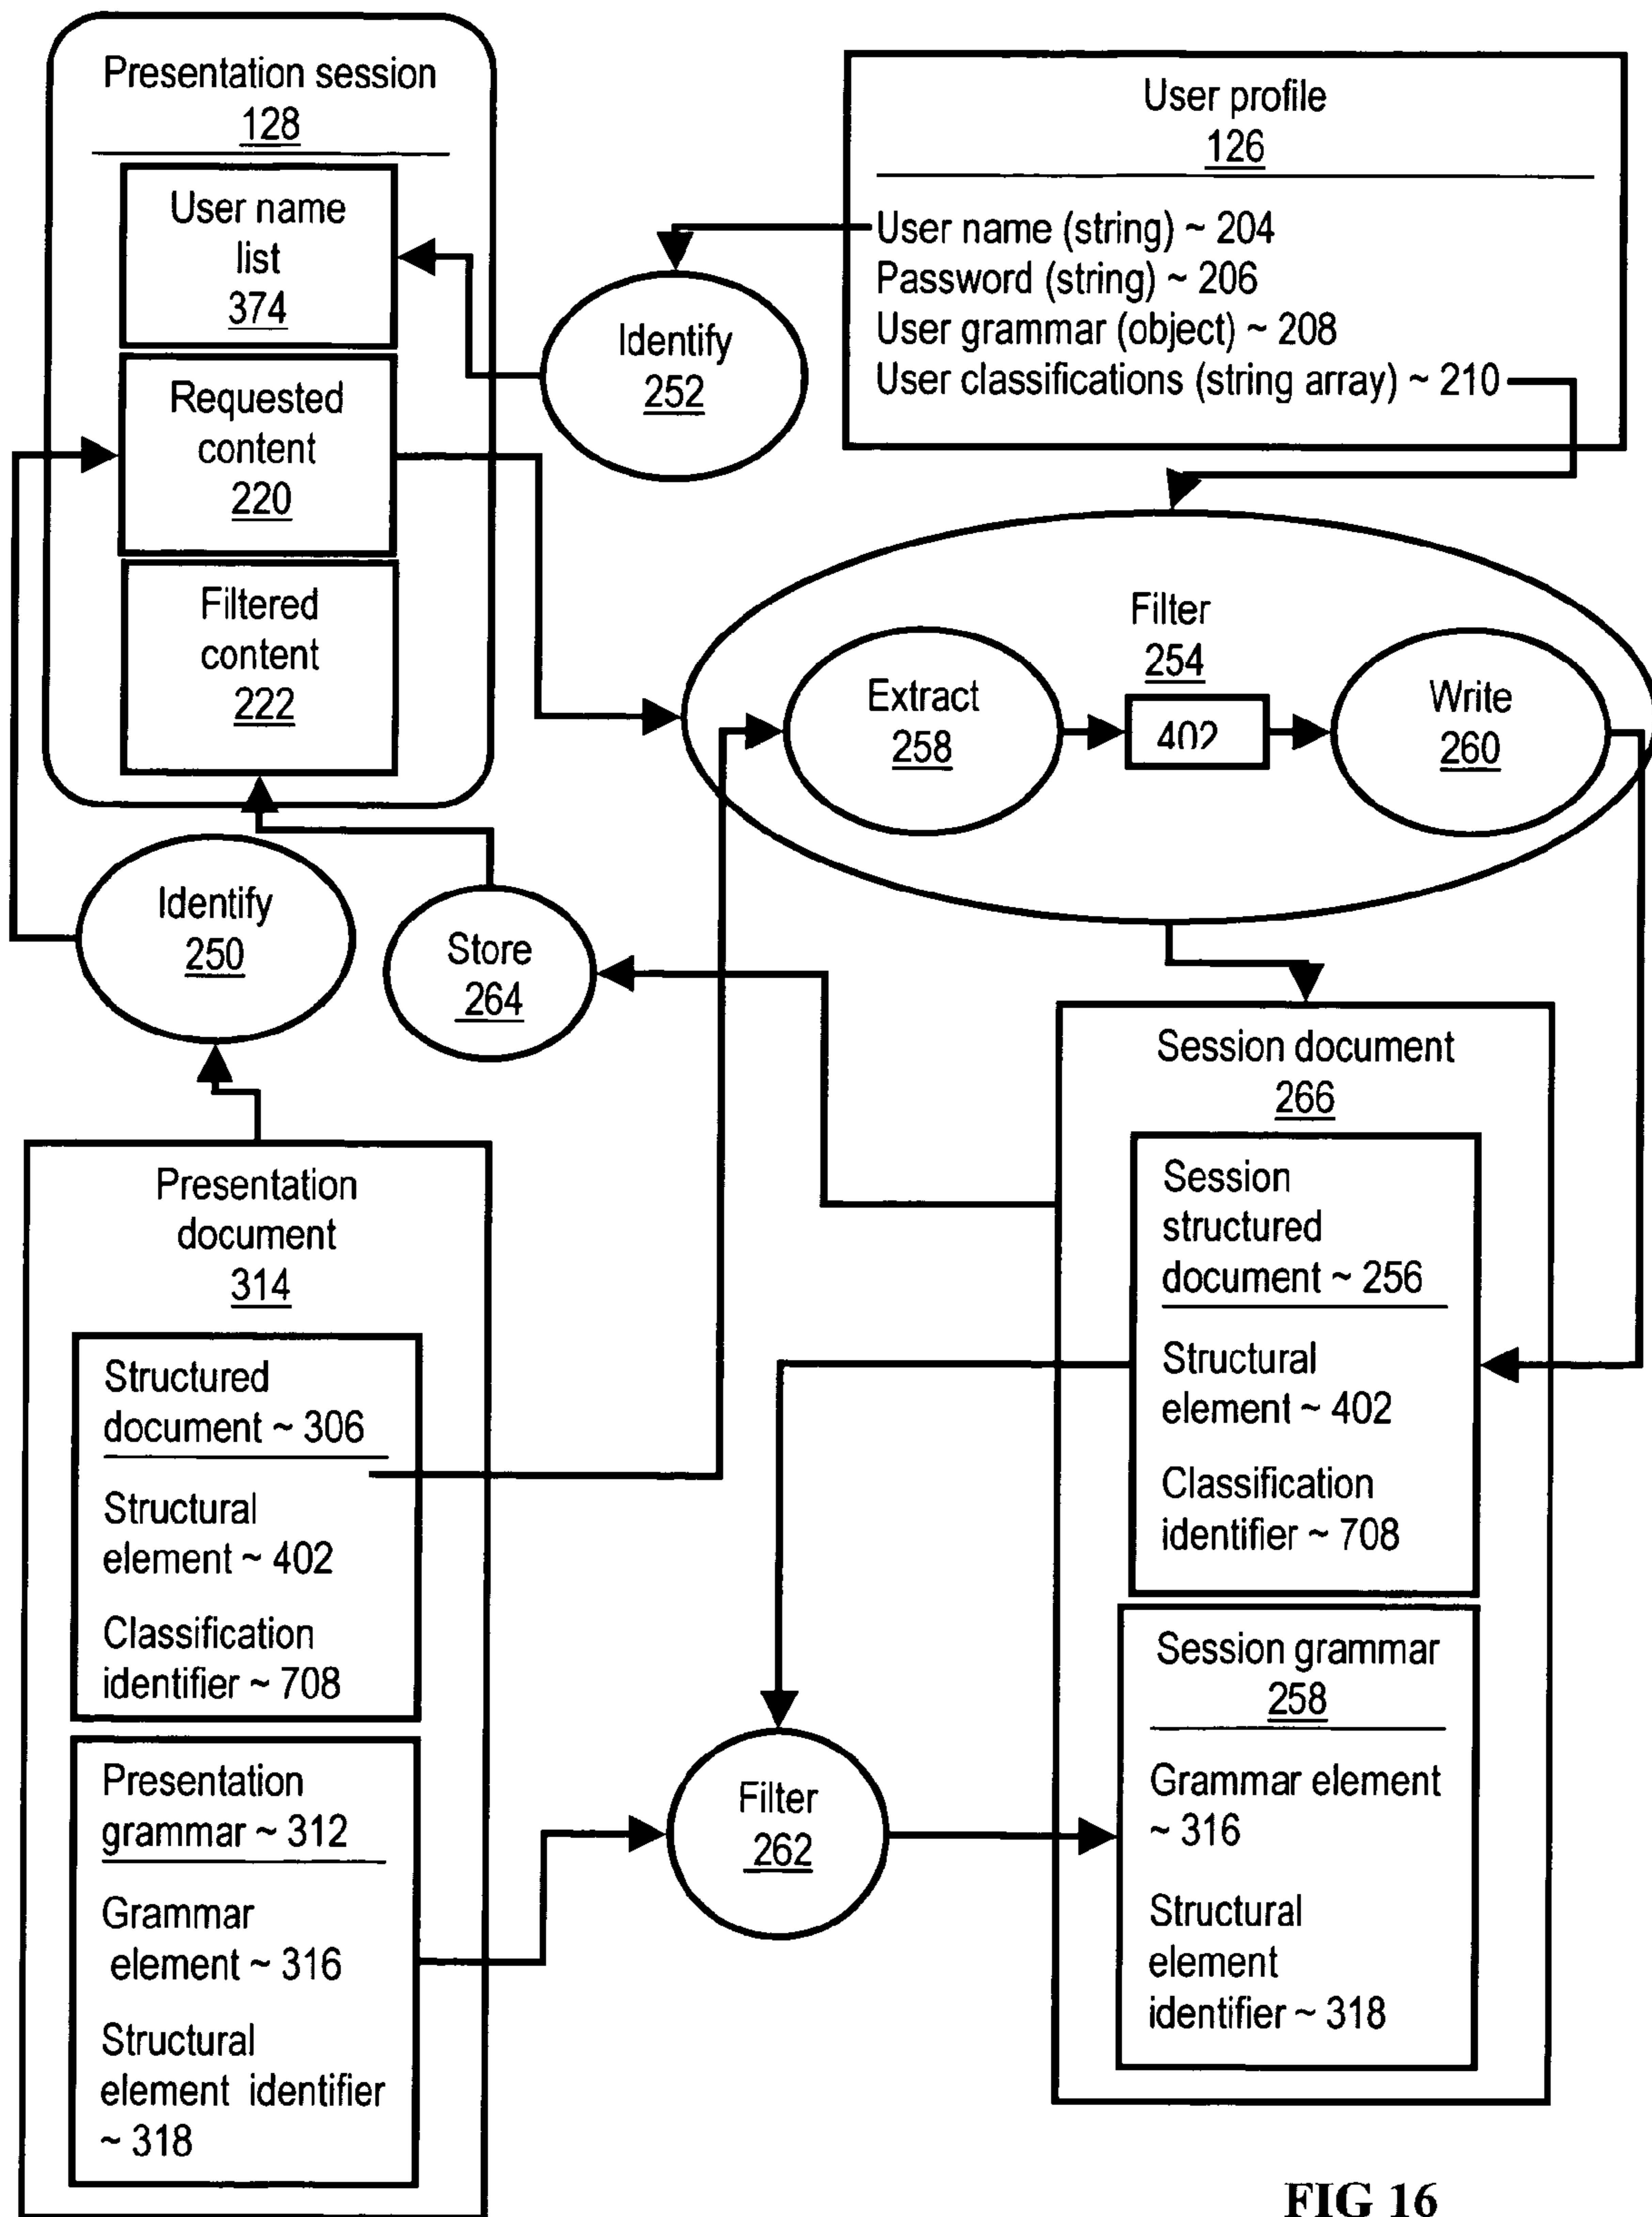 Presentation session
128
User name
list
374
Requested
content
220
Filtered
content
222
User profile
126
User name (string) ~ 204
Password (string) ~ 206
User grammar (object) ~ 208
User classifications (string array) ~ 210
Identify
252
Filter
254
Extract
258
402
Write
260
Identify
250
Store
264
Presentation
document
314
Structured
document ~ 306
Structural
element ~ 402
Classification
identifier ~ 708
Presentation
grammar ~ 312
Grammar
element ~ 316
Structural
element identifier
~ 318
Filter
262
Session document
266
Session
structured
document ~ 256
Structural
element ~ 402
Classification
identifier ~ 708
Session grammar
258
Grammar element
~ 316
Structural
element
identifier ~ 318
FIG 16